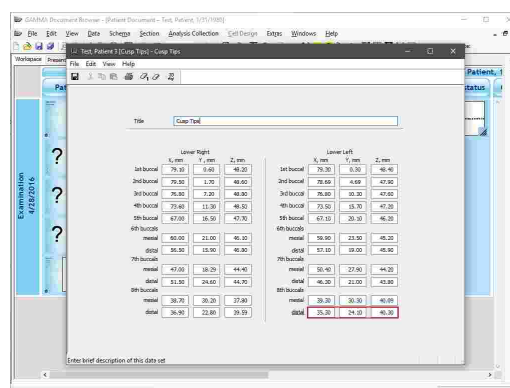 GAMMA Document Browser - [Patient Document - Test, Patient, 1/31/1989]
File Edit View Data Schema Section Analysis Collection Cell Design Extras Windows Help
Test, Patient 3 [Cusp Tips] - Cusp Tips
Workspace Present
File Edit View Help
Patient, 1
Pat
status
Title Cusp Tips
Lower Right Lower Left
X, mm Y, mm Z, mm X, mm Y, mm Z, mm
1st buccal 79.10 0.60 48.20 1st buccal 79.20 0.30 48.40
2nd buccal 79.50 1.70 48.60 2nd buccal 78.69 4.69 47.90
3rd buccal 76.80 7.20 48.80 3rd buccal 76.80 10.30 47.60
4th buccal 73.60 11.30 48.50 4th buccal 73.50 15.70 47.20
5th buccal 67.00 16.50 47.70 5th buccal 67.10 20.10 46.20
6th buccals 6th buccals
mesial 60.00 21.00 46.10 mesial 59.90 23.50 45.20
distal 56.50 15.90 46.80 distal 57.10 19.00 45.90
7th buccals 7th buccals
mesial 47.00 18.29 44.40 mesial 50.40 27.90 44.20
distal 51.50 24.60 44.70 distal 46.30 21.00 43.80
8th buccals 8th buccals
mesial 38.70 30.20 37.80 mesial 39.30 30.30 40.09
distal 36.90 22.80 39.59 distal 35.30 24.10 40.30
Examination
4/28/2016
?
?
?
Enter brief description of this data set